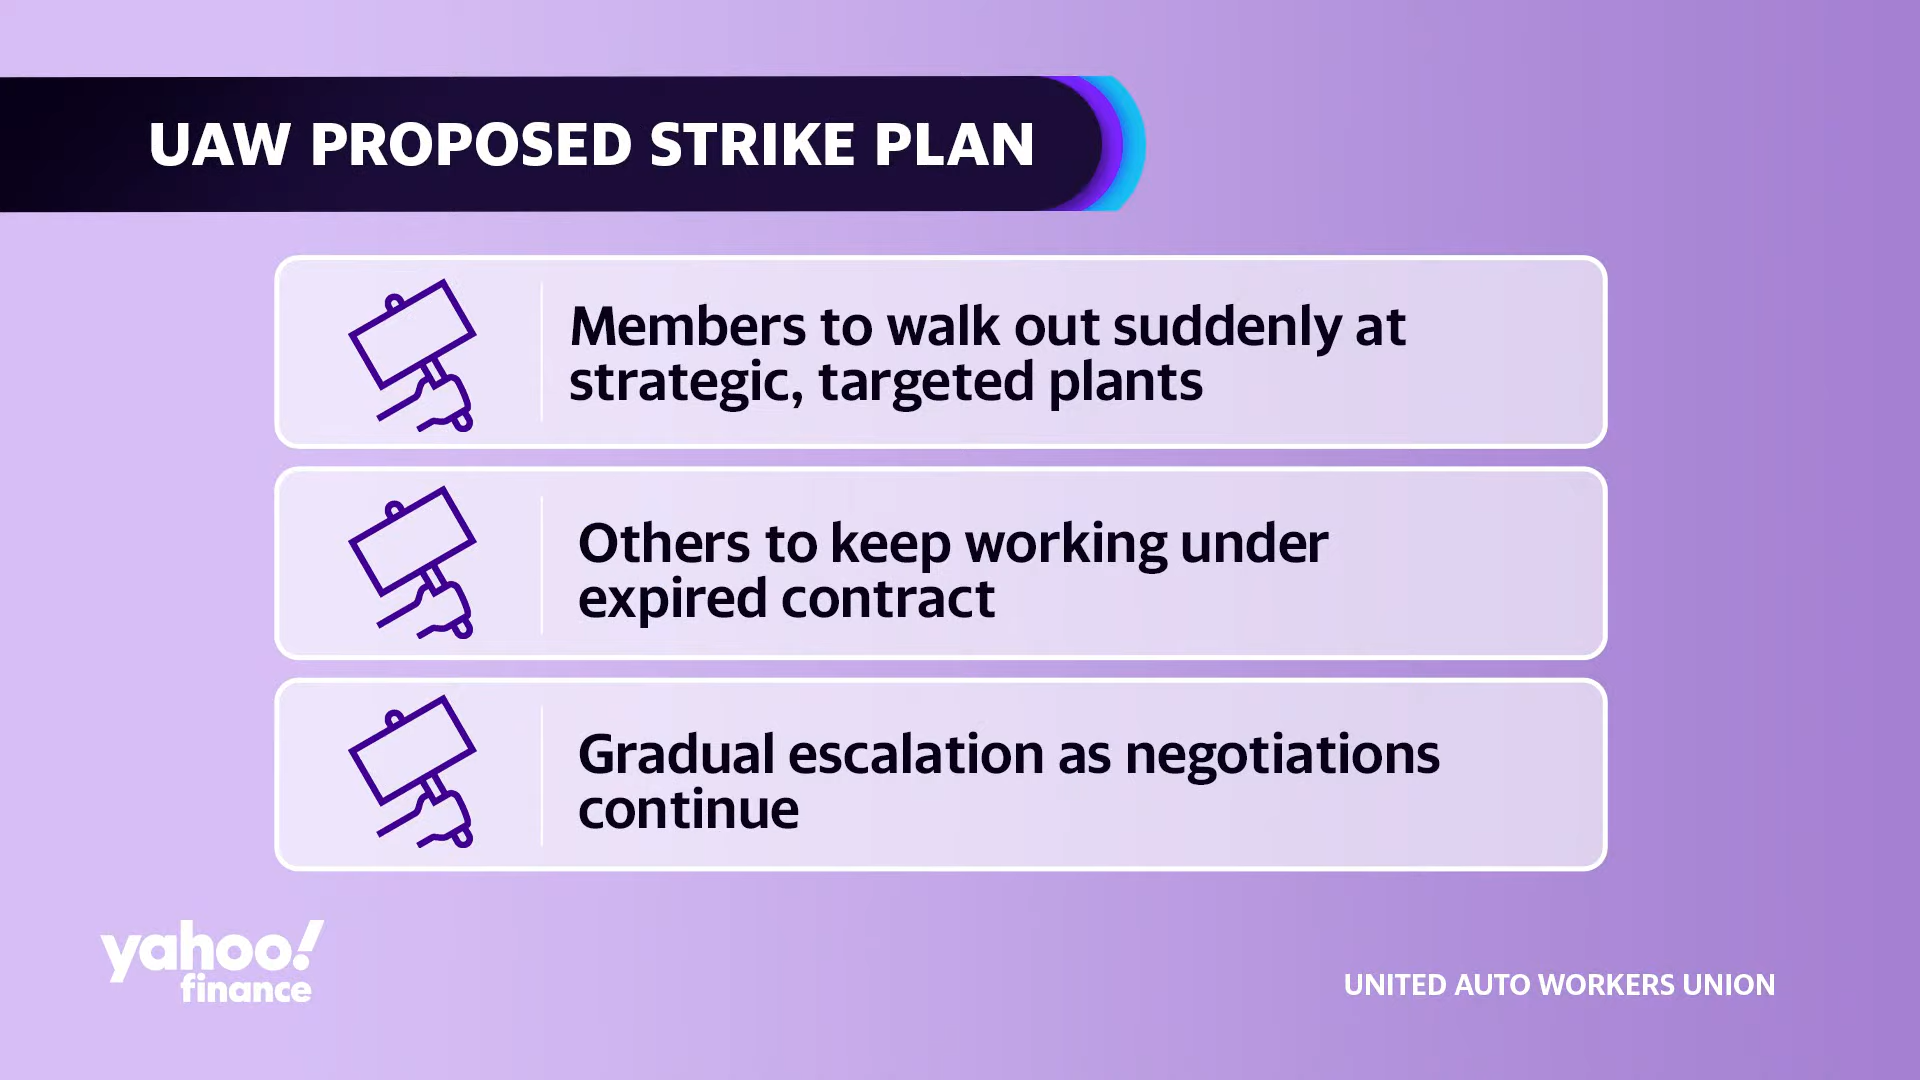 UAW PROPOSED STRIKE PLAN
Members to walk out suddenly at
strategic, targeted plants
Others to keep working under
expired contract
Gradual escalation as negotiations
continue
yahoo!
finance
UNITED AUTO WORKERS UNION